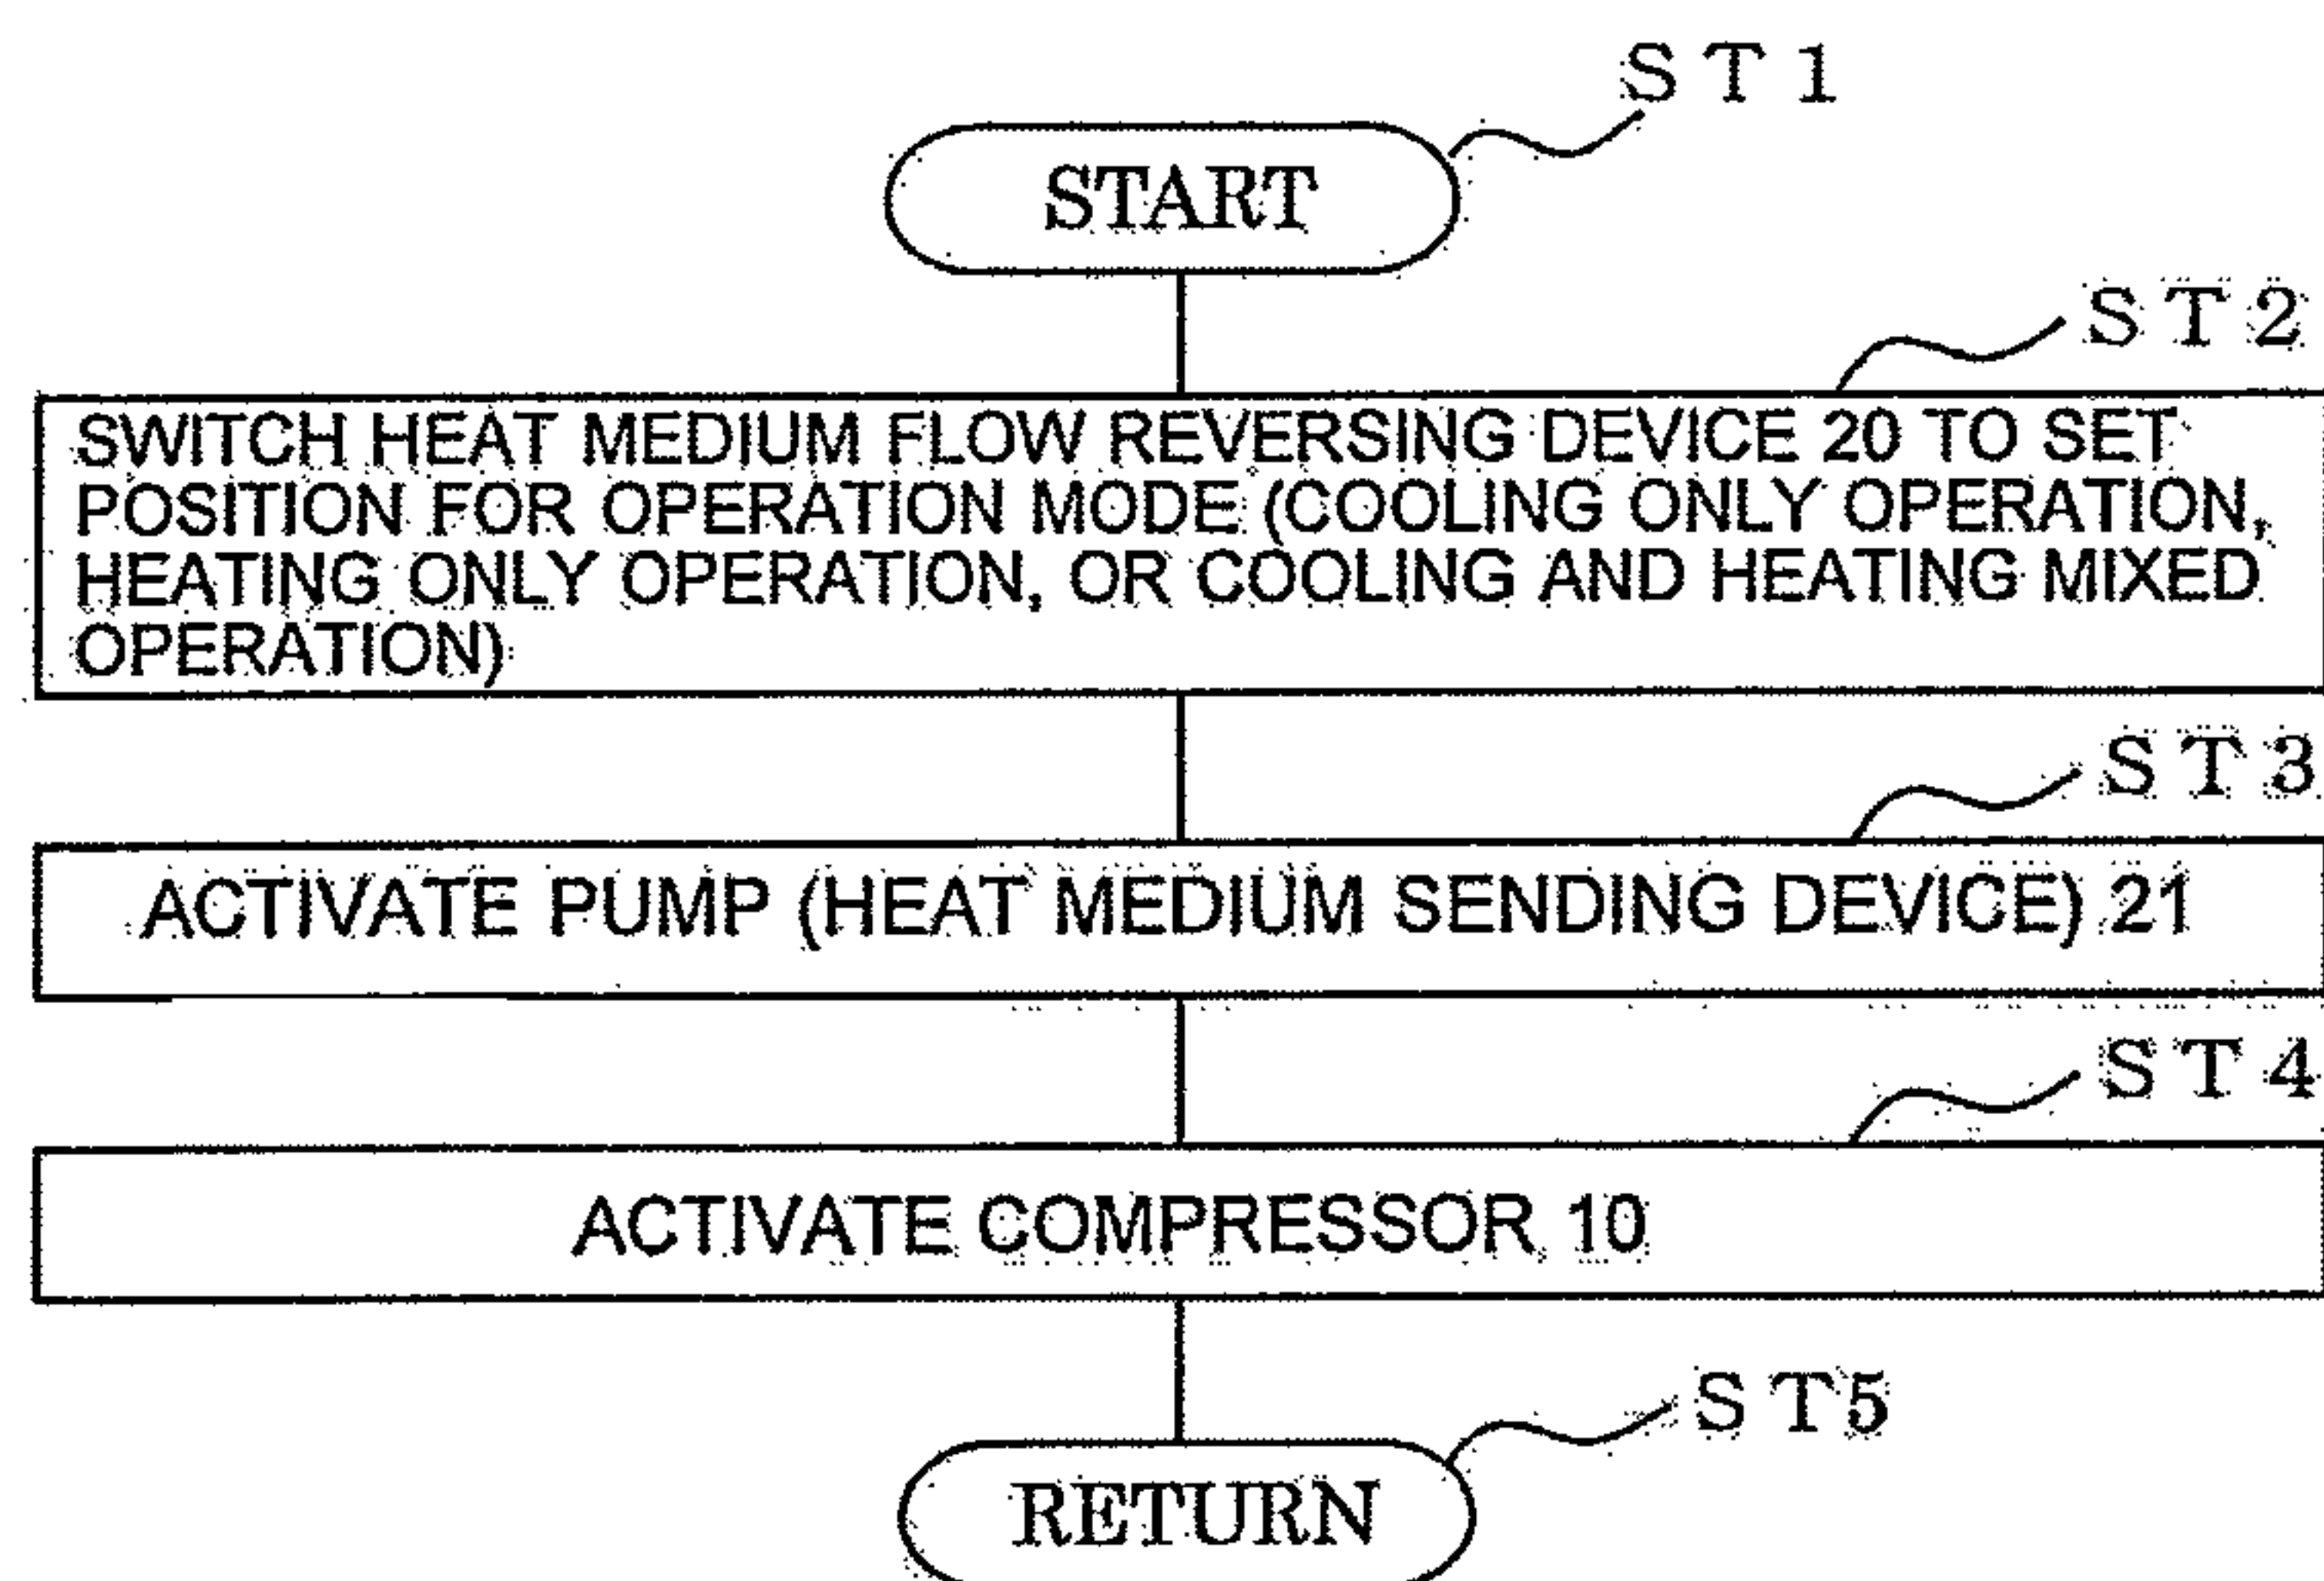 ST1
START
ST2
SWITCH HEAT MEDIUM FLOW REVERSING DEVICE 20 TO SET
POSITION FOR OPERATION MODE (COOLING ONLY OPERATION,
HEATING ONLY OPERATION, OR COOLING AND HEATING MIXED
OPERATION)
ST3
ACTIVATE PUMP (HEAT MEDIUM SENDING DEVICE) 21
ST4
ACTIVATE COMPRESSOR 10
ST5
RETURN